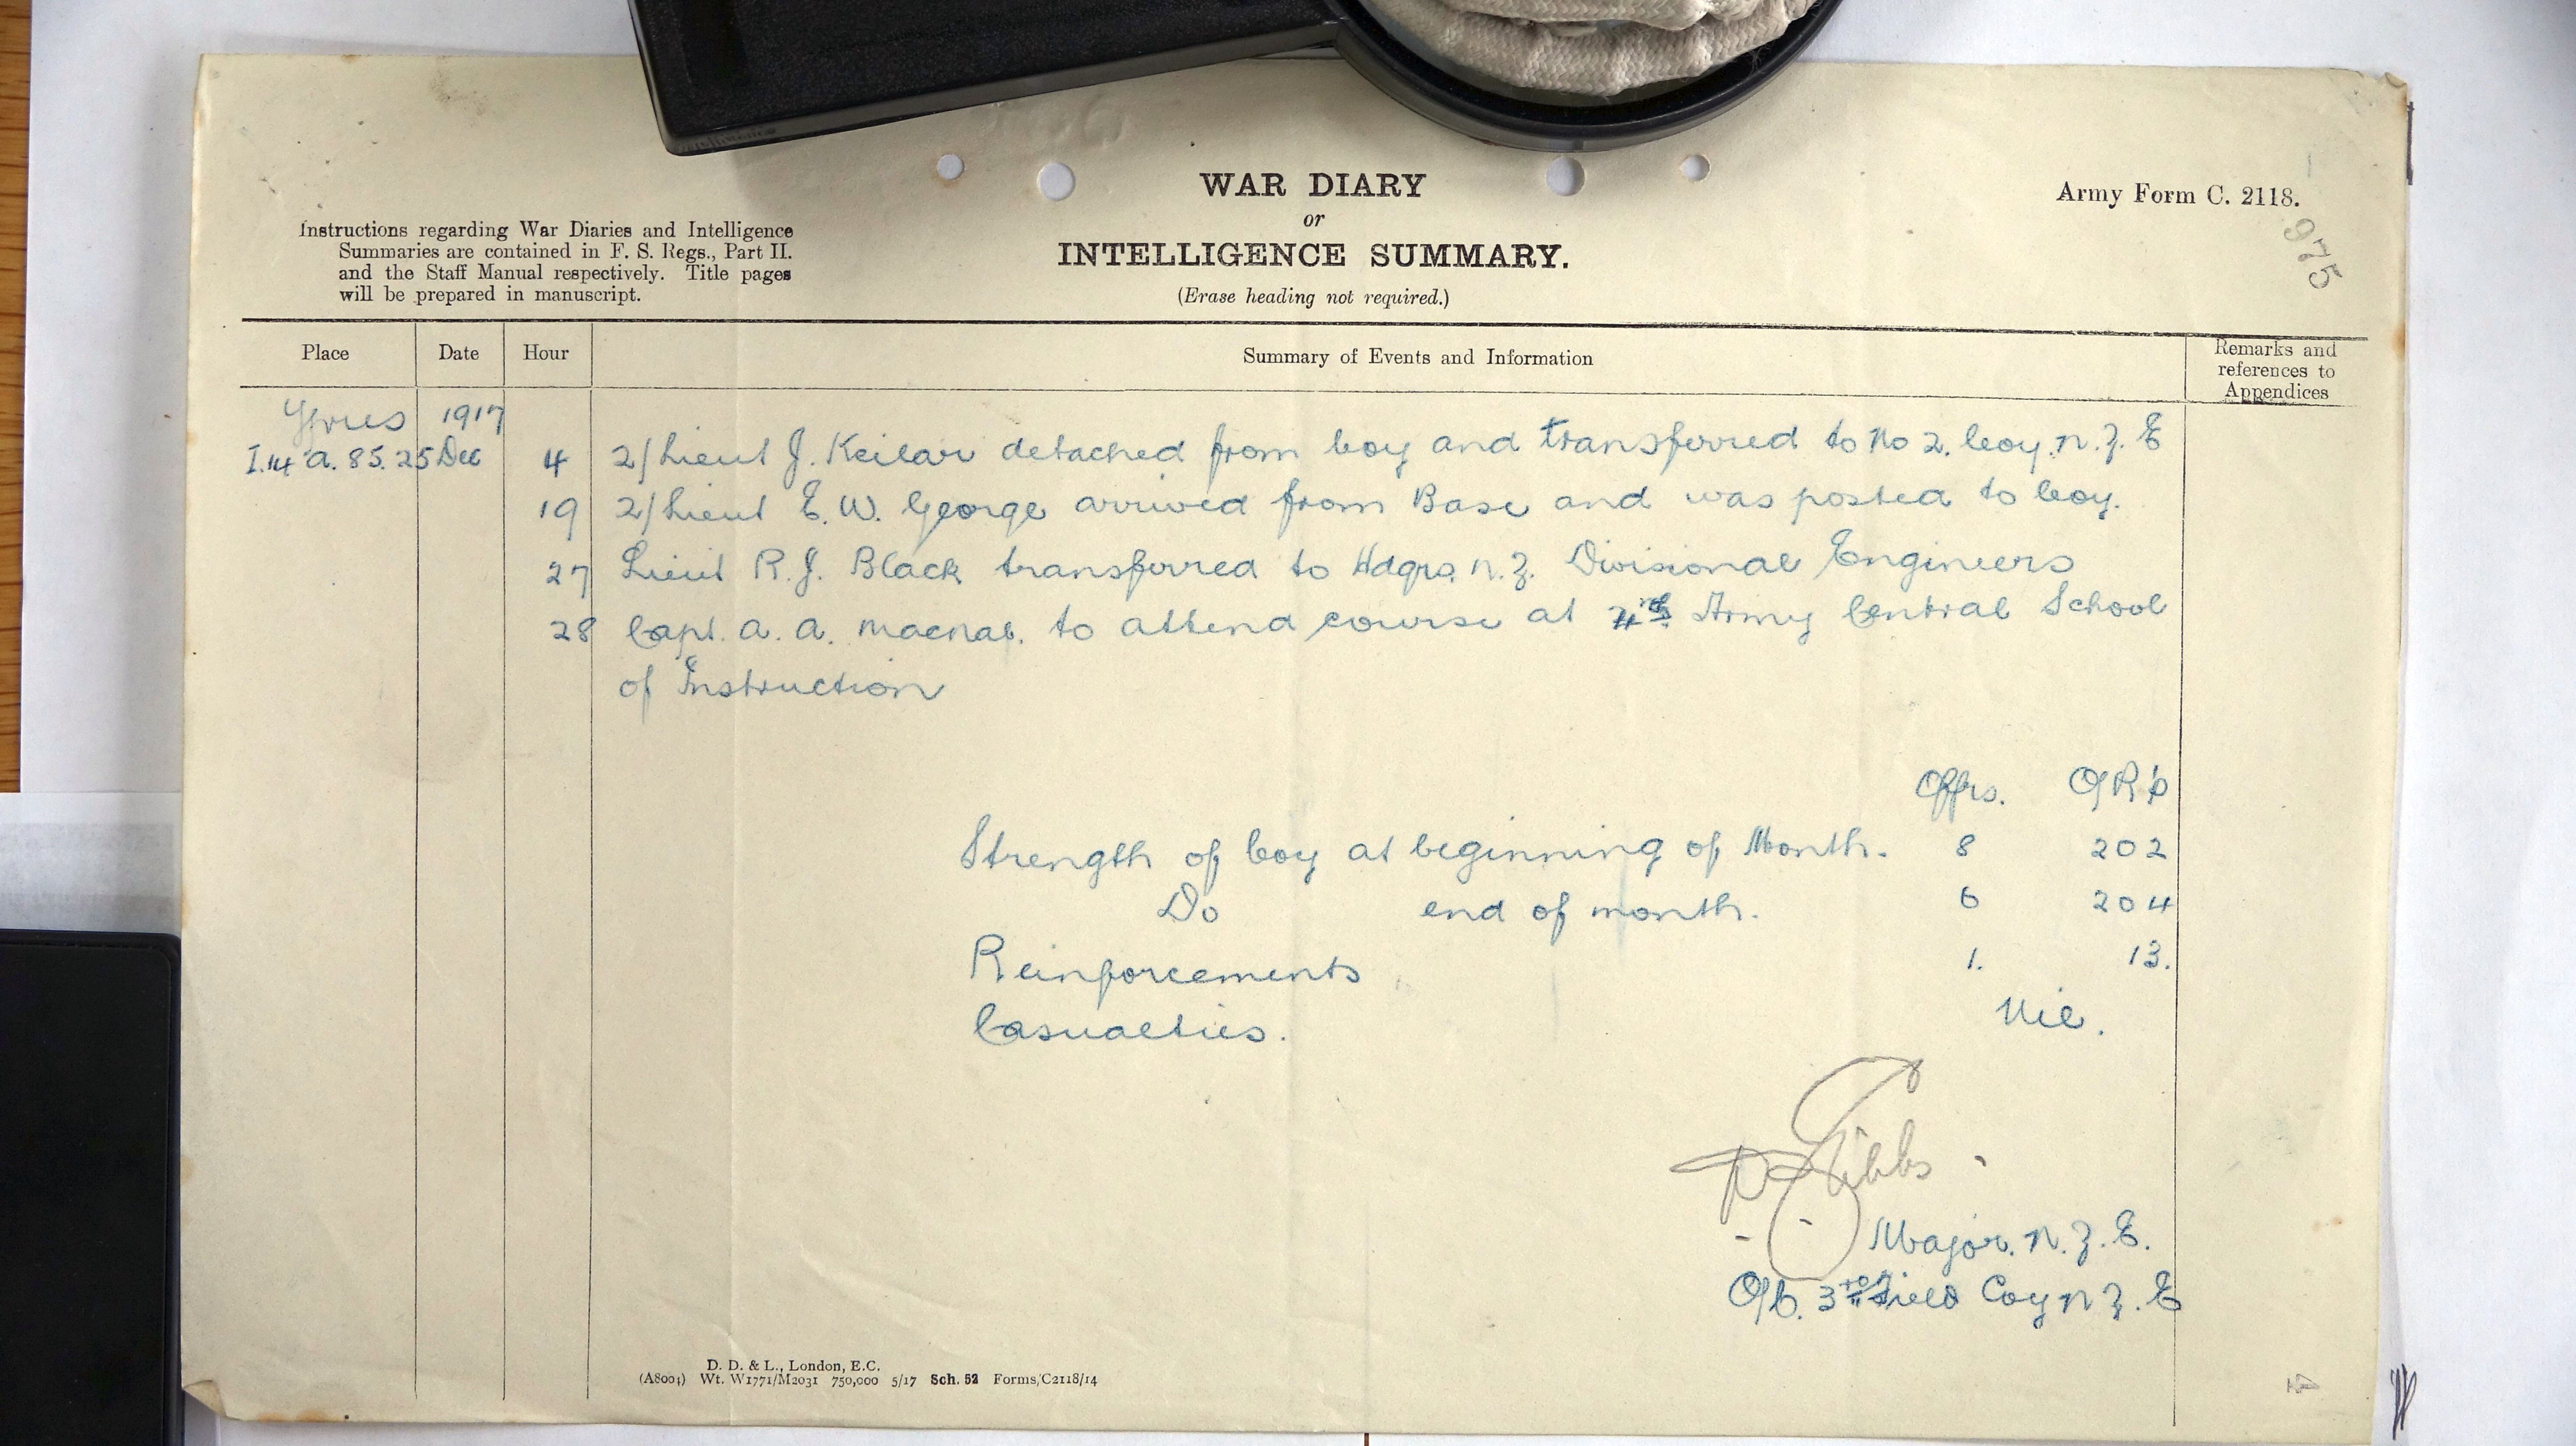 WAR DIARY
or
INTELLIGENCE SUMMARY.
(Erase heading not required.)
Army Form C. 2118.
975
Instructions regarding War Diaries and Intelligence
Summaries are contained in F. S. Regs., Part II.
and the Staff Manual respectively. Title pages
will be prepared in manuscript.
Place Date Hour Summary of Events and Information Remarks and references to Appendices
Ypres 1917
I.14 a. 85.25 Dec 4 2/Lieut J. Keilar detached from Coy and transferred to No 2. Coy. N.Z.E
19 2/Lieut E. W. George arrived from Base and was posted to Coy.
27 Lieut R. J. Black transferred to Hdqrs N.Z. Divisional Engineers
28 Capt. A. A. Macnab. to attend course at Army Central School
of Instruction
Offrs. O/R's
Strength of Coy at beginning of Month. 8 202
Do end of month. 6 204
Reinforcements 1. 13.
Casualties. Nil.
Gibbs
Major. N.Z.E.
O/C. 3rd Field Coy N Z.E
D. D. & L., London, E.C.
(A8004) Wt. W1771/M2031 750,000 5/17 Sch. 52 Forms/C2118/14
4